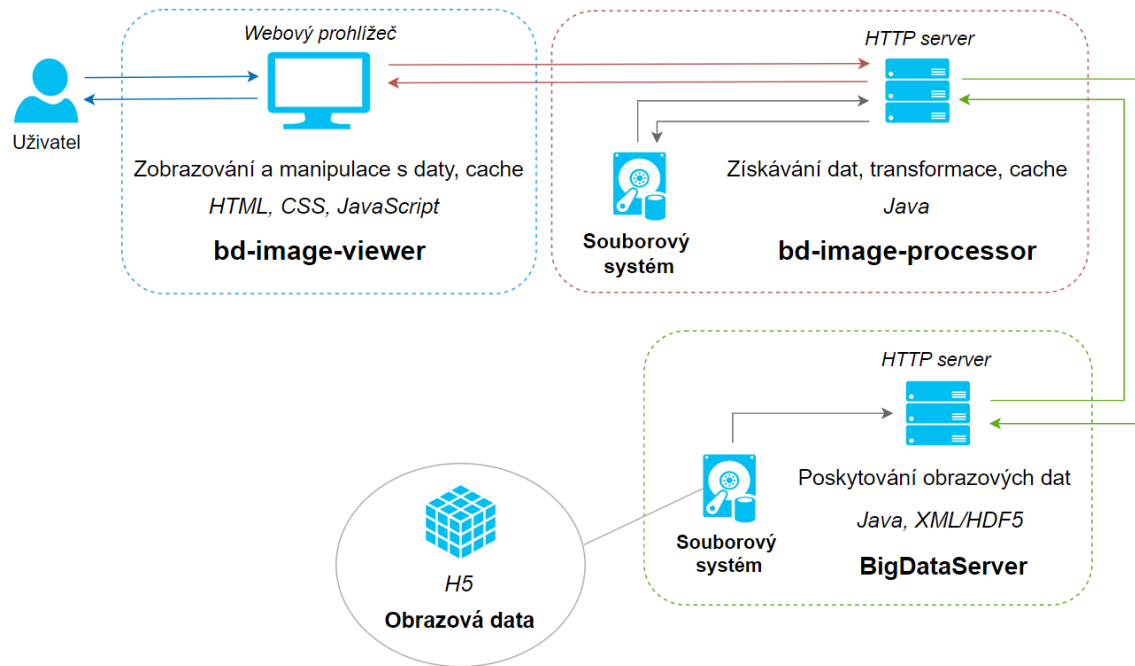 Webový prohlížeč
HTTP server
Uživatel
Zobrazování a manipulace s daty, cache
HTML, CSS, JavaScript
bd-image-viewer
Získávání dat, transformace, cache
Java
Souborový
systém
bd-image-processor
HTTP server
Poskytování obrazových dat
Java, XML/HDF5
Souborový
systém
BigDataServer
H5
Obrazová data